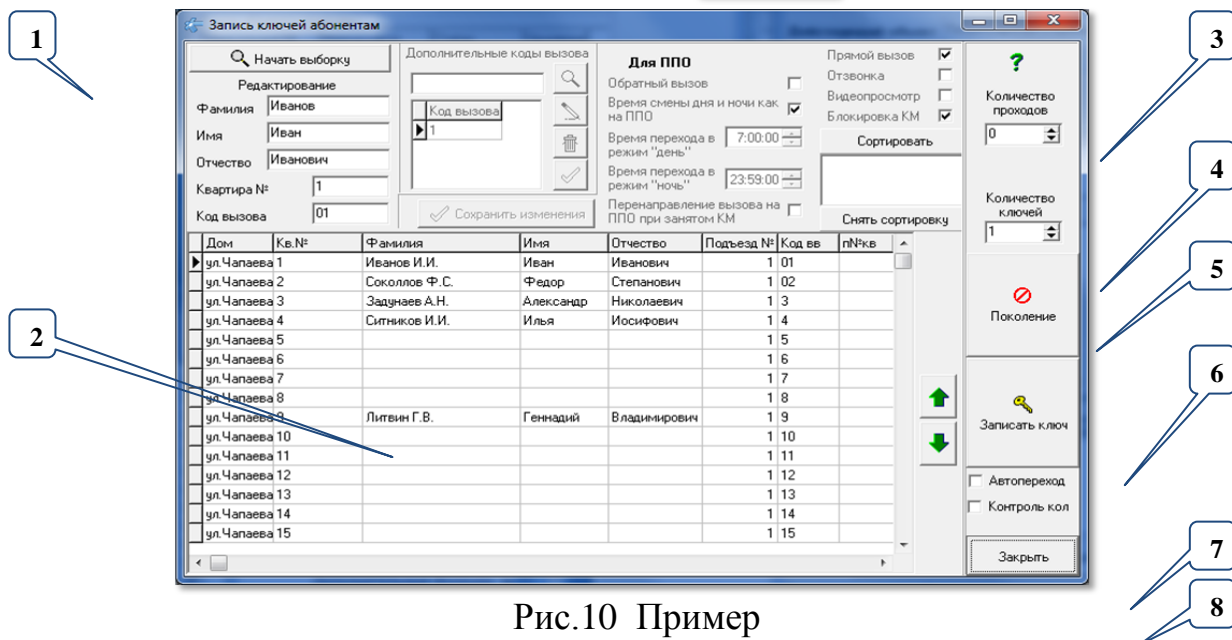 Запись ключей абонентам
1
3
Начать выборку
Редактирование
Фамилия Иванов
Имя Иван
Отчество Иванович
Квартира № 1
Код вызова 01
Дополнительные коды вызова
Код вызова
1
Сохранить изменения
Для ППО
Обратный вызов
Время смены дня и ночи как
на ППО
Время перехода в
режим "день" 7:00:00
Время перехода в
режим "ночь" 23:59:00
Перенаправление вызова на
ППО при занятом КМ
Прямой вызов
Отзвонка
Видеопросмотр
Блокировка КМ
Сортировать
Снять сортировку
?
Количество
проходов
0
Количество
ключей
1
4
5
Поколение
2
6
Записать ключ
Автопереход
Контроль кол
Закрыть
7
8
Дом Кв.№ Фамилия Имя Отчество Подъезд № Код вв п№кв
ул.Чапаева 1 Иванов И.И. Иван Иванович 1 01
ул.Чапаева 2 Соколлов Ф.С. Федор Степанович 1 02
ул.Чапаева 3 Задунаев А.Н. Александр Николаевич 1 3
ул.Чапаева 4 Ситников И.И. Илья Иосифович 1 4
ул.Чапаева 5 1 5
ул.Чапаева 6 1 6
ул.Чапаева 7 1 7
ул.Чапаева 8 1 8
ул.Чапаева 9 Литвин Г.В. Геннадий Владимирович 1 9
ул.Чапаева 10 1 10
ул.Чапаева 11 1 11
ул.Чапаева 12 1 12
ул.Чапаева 13 1 13
ул.Чапаева 14 1 14
ул.Чапаева 15 1 15
Рис.10 Пример